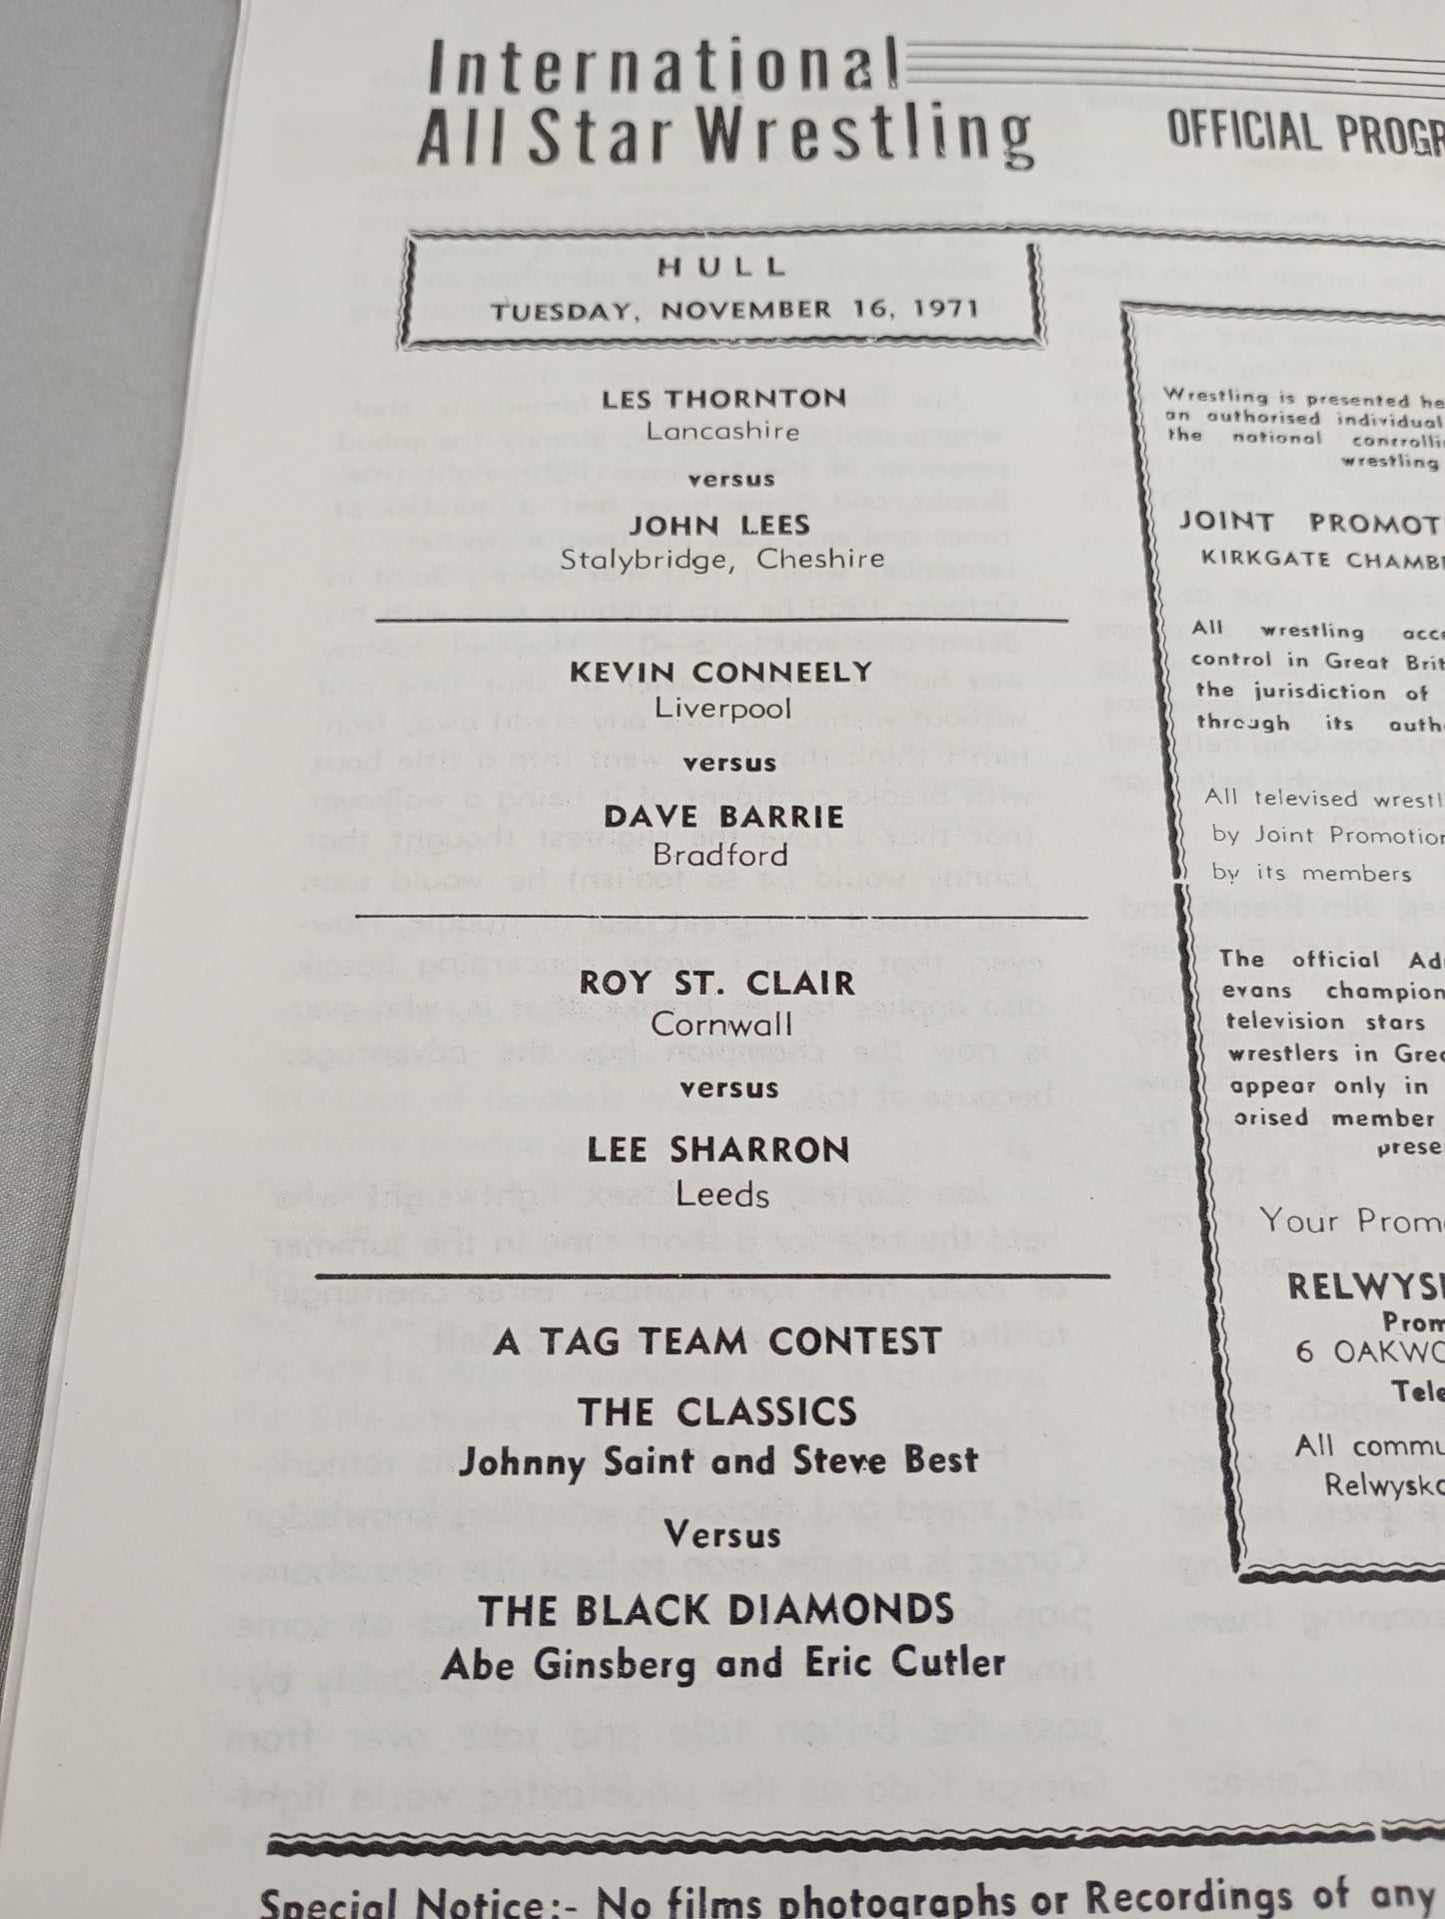 International
All Star Wrestling
OFFICIAL PROGR
HULL
TUESDAY, NOVEMBER 16, 1971
LES THORNTON
Lancashire
versus
JOHN LEES
Stalybridge, Cheshire
KEVIN CONNEELY
Liverpool
versus
DAVE BARRIE
Bradford
ROY ST. CLAIR
Cornwall
versus
LEE SHARRON
Leeds
A TAG TEAM CONTEST
THE CLASSICS
Johnny Saint and Steve Best
Versus
THE BLACK DIAMONDS
Abe Ginsberg and Eric Cutler
Wrestling is presented he
an authorised individual
the national controlli
wrestling
JOINT PROMOT
KIRKGATE CHAMB
All wrestling acce
control in Great Brit
the jurisdiction of
through its auth
All televised wrestl
by Joint Promotion
by its members
The official Ad
evans champion
television stars
wrestlers in Grea
appear only in
orised member
prese
Your Promo
RELWYSK
Prom
6 OAKWO
Tele
All commu
Relwysko
Special Notice:- No films photographs or Recordings of any